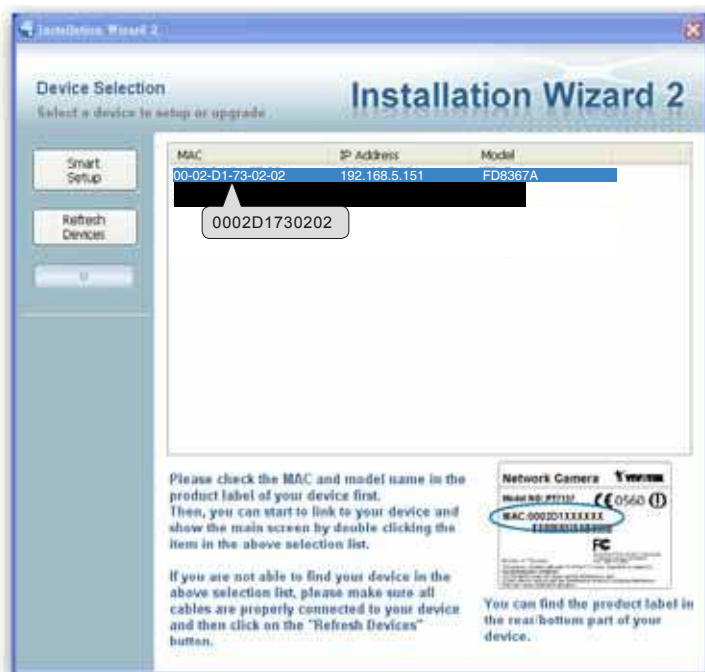 Installation Wizard 2
Device Selection
Select a device to setup or upgrade
Installation Wizard 2
Smart
Setup
Refresh
Devices
MAC IP Address Model
00-02-D1-73-02-02 192.168.5.151 FD8367A
0002D1730202
Please check the MAC and model name in the
product label of your device first.
Then, you can start to link to your device and
show the main screen by double clicking the
item in the above selection list.
If you are not able to find your device in the
above selection list, please make sure all
cables are properly connected to your device
and then click on the "Refresh Devices"
button.
Network Camera VIVOTEK
Model NO:
CE0560
MAC:0002D1XXXXXX
FC
You can find the product label in
the rear/bottom part of your
device.